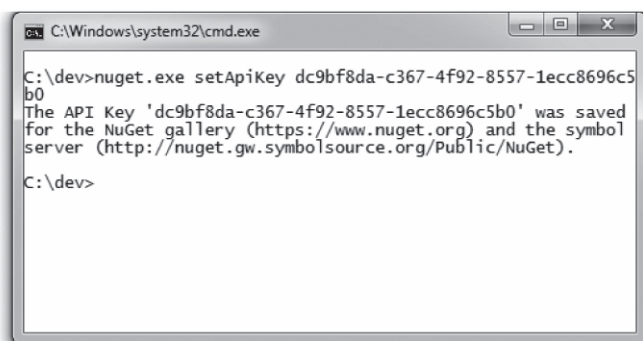 C:\Windows\system32\cmd.exe
C:\dev>nuget.exe setApiKey dc9bf8da-c367-4f92-8557-1ecc8696c5
b0
The API Key 'dc9bf8da-c367-4f92-8557-1ecc8696c5b0' was saved
for the NuGet gallery (https://www.nuget.org) and the symbol
server (http://nuget.gw.symbolsource.org/Public/NuGet).
C:\dev>